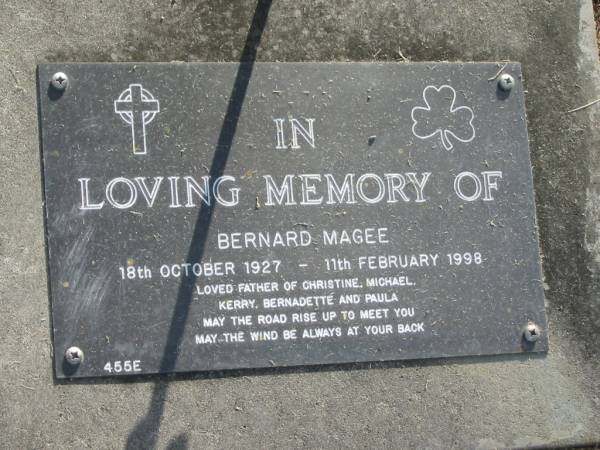 IN
LOVING MEMORY OF
BERNARD MAGEE
18th OCTOBER 1927 - 11th FEBRUARY 1998
LOVED FATHER OF CHRISTINE, MICHAEL,
KERRY, BERNADETTE AND PAULA
MAY THE ROAD RISE UP TO MEET YOU
MAY THE WIND BE ALWAYS AT YOUR BACK
455E